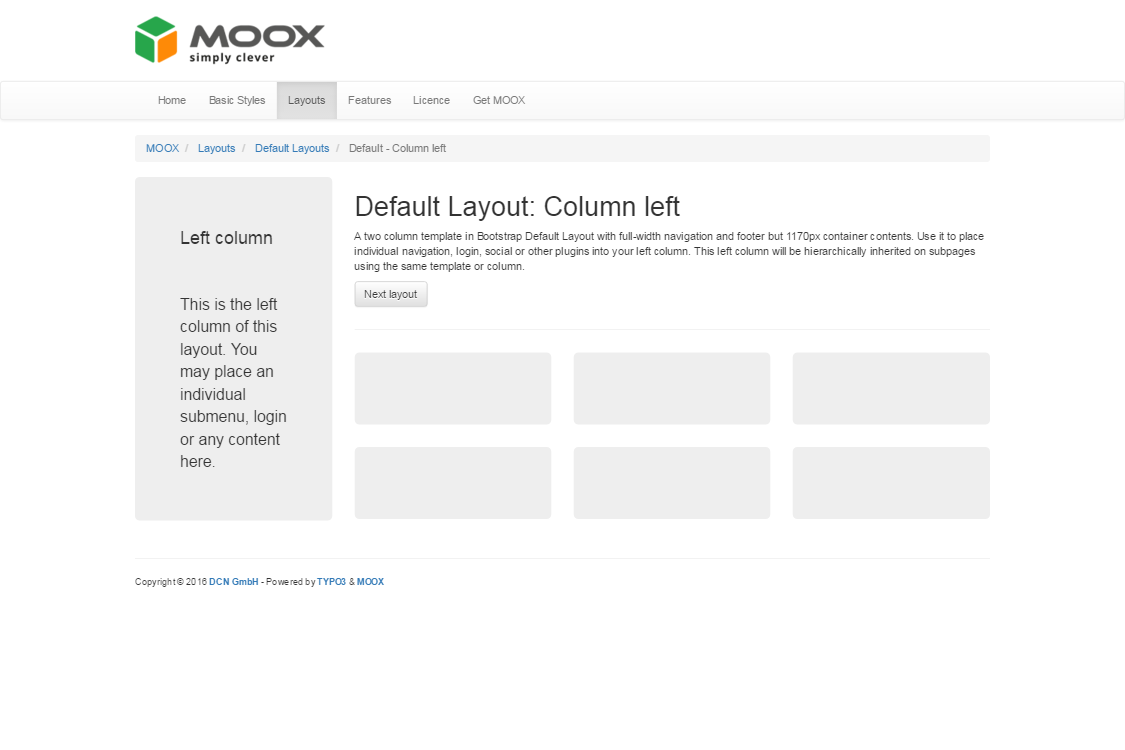 MOOX
simply clever
Home Basic Styles Layouts Features Licence Get MOOX
MOOX / Layouts / Default Layouts / Default - Column left
Left column
This is the left
column of this
layout. You
may place an
individual
submenu, login
or any content
here.
Default Layout: Column left
A two column template in Bootstrap Default Layout with full-width navigation and footer but 1170px container contents. Use it to place
individual navigation, login, social or other plugins into your left column. This left column will be hierarchically inherited on subpages
using the same template or column.
Next layout
Copyright © 2016 DCN GmbH - Powered by TYPO3 & MOOX